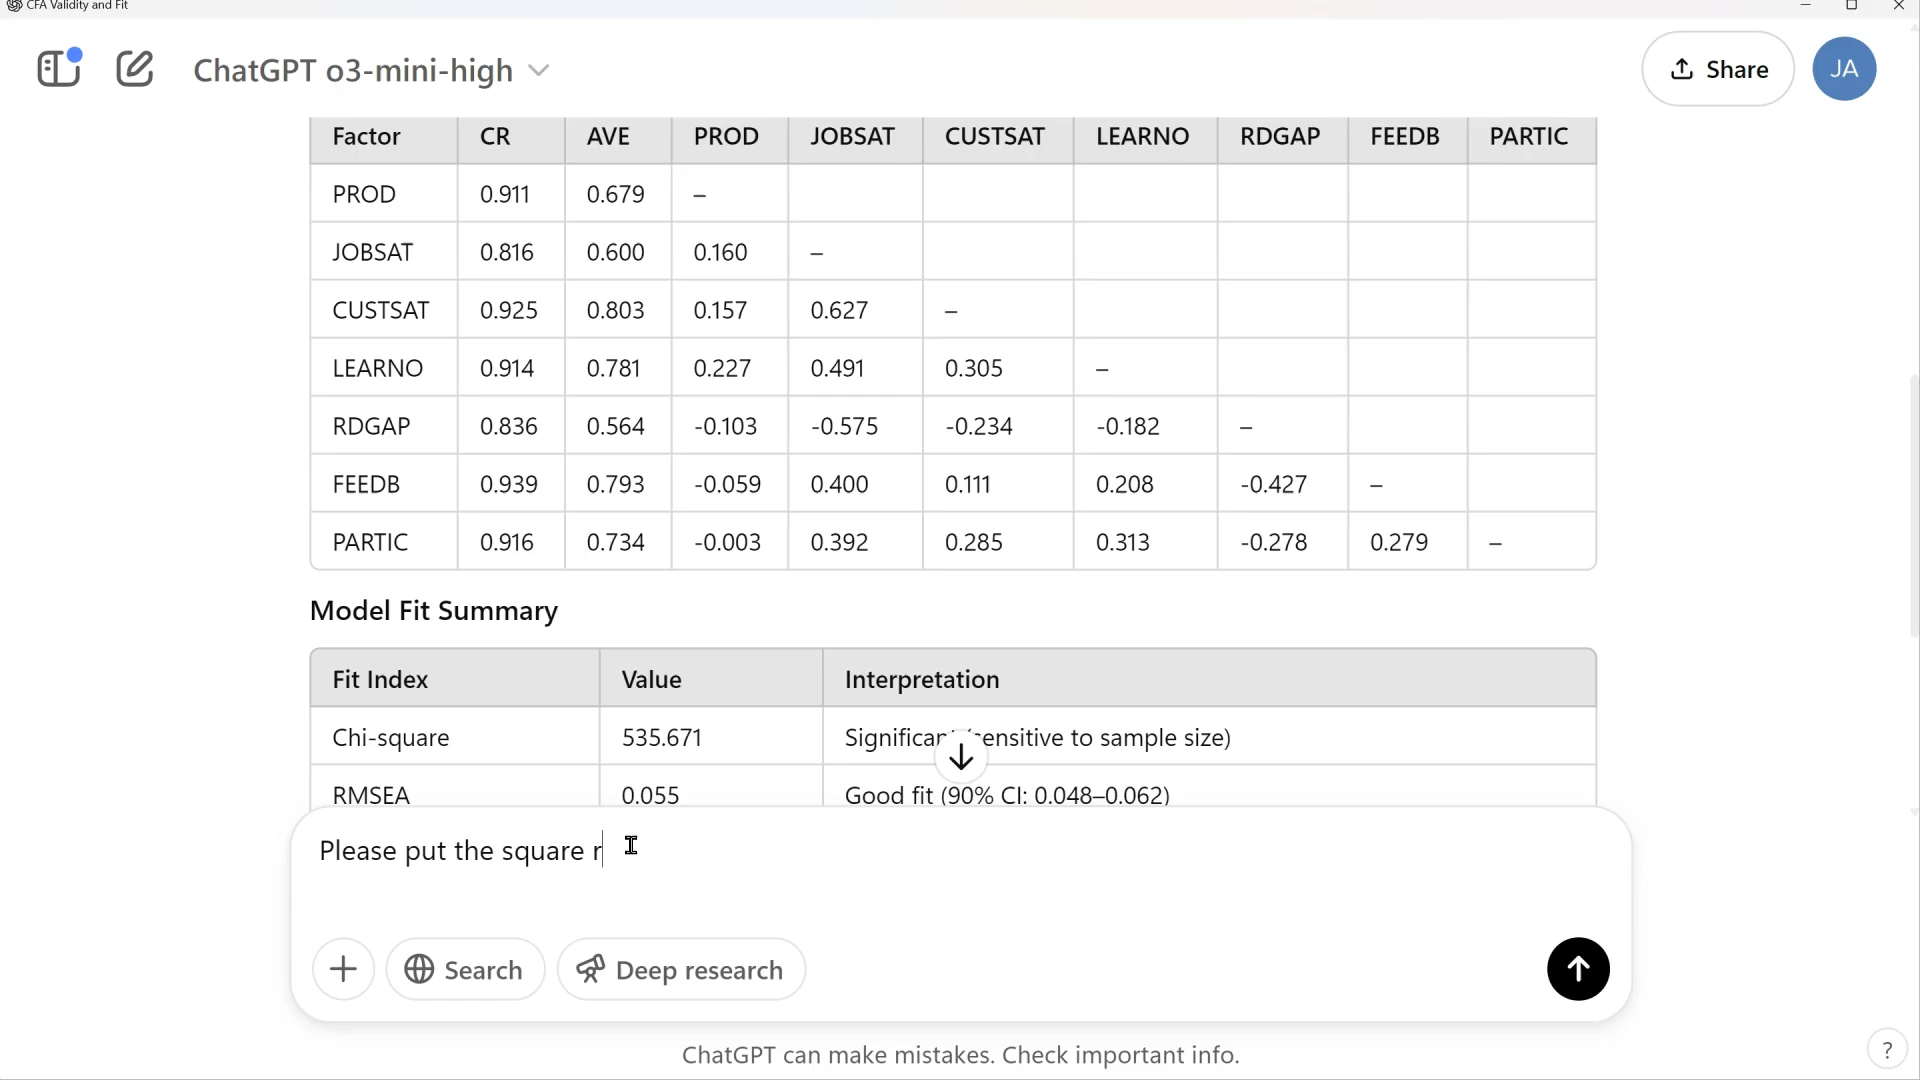 CFA Validity and Fit
ChatGPT o3-mini-high
Share
JA
Factor CR AVE PROD JOBSAT CUSTSAT LEARNO RDGAP FEEDB PARTIC
PROD 0.911 0.679 –
JOBSAT 0.816 0.600 0.160 –
CUSTSAT 0.925 0.803 0.157 0.627 –
LEARNO 0.914 0.781 0.227 0.491 0.305 –
RDGAP 0.836 0.564 -0.103 -0.575 -0.234 -0.182 –
FEEDB 0.939 0.793 -0.059 0.400 0.111 0.208 -0.427 –
PARTIC 0.916 0.734 -0.003 0.392 0.285 0.313 -0.278 0.279 –
Model Fit Summary
Fit Index Value Interpretation
Chi-square 535.671 Significant (sensitive to sample size)
RMSEA 0.055 Good fit (90% CI: 0.048–0.062)
Please put the square r
Search
Deep research
ChatGPT can make mistakes. Check important info.
?